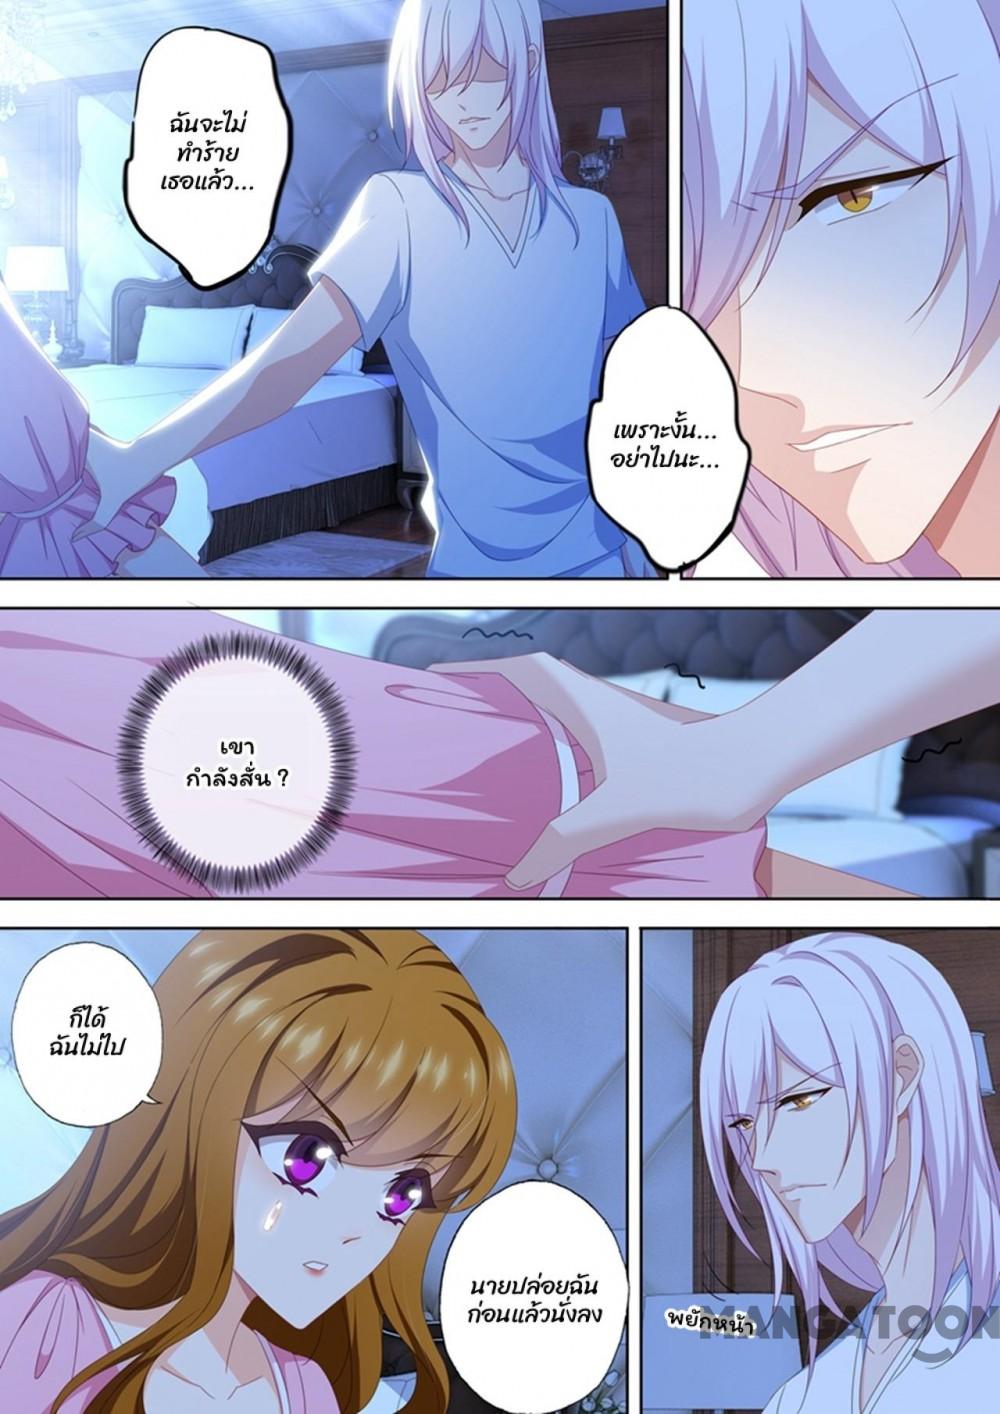 ฉันจะไม่
ทำร้าย
เธอแล้ว...
เพราะงั้น...
อย่าไปนะ...
เขา
กำลังสั่น ?
ก็ได้
ฉันไม่ไป
นายปล่อยฉัน
ก่อนแล้วนั่งลง
พยักหน้า
MANGATOON